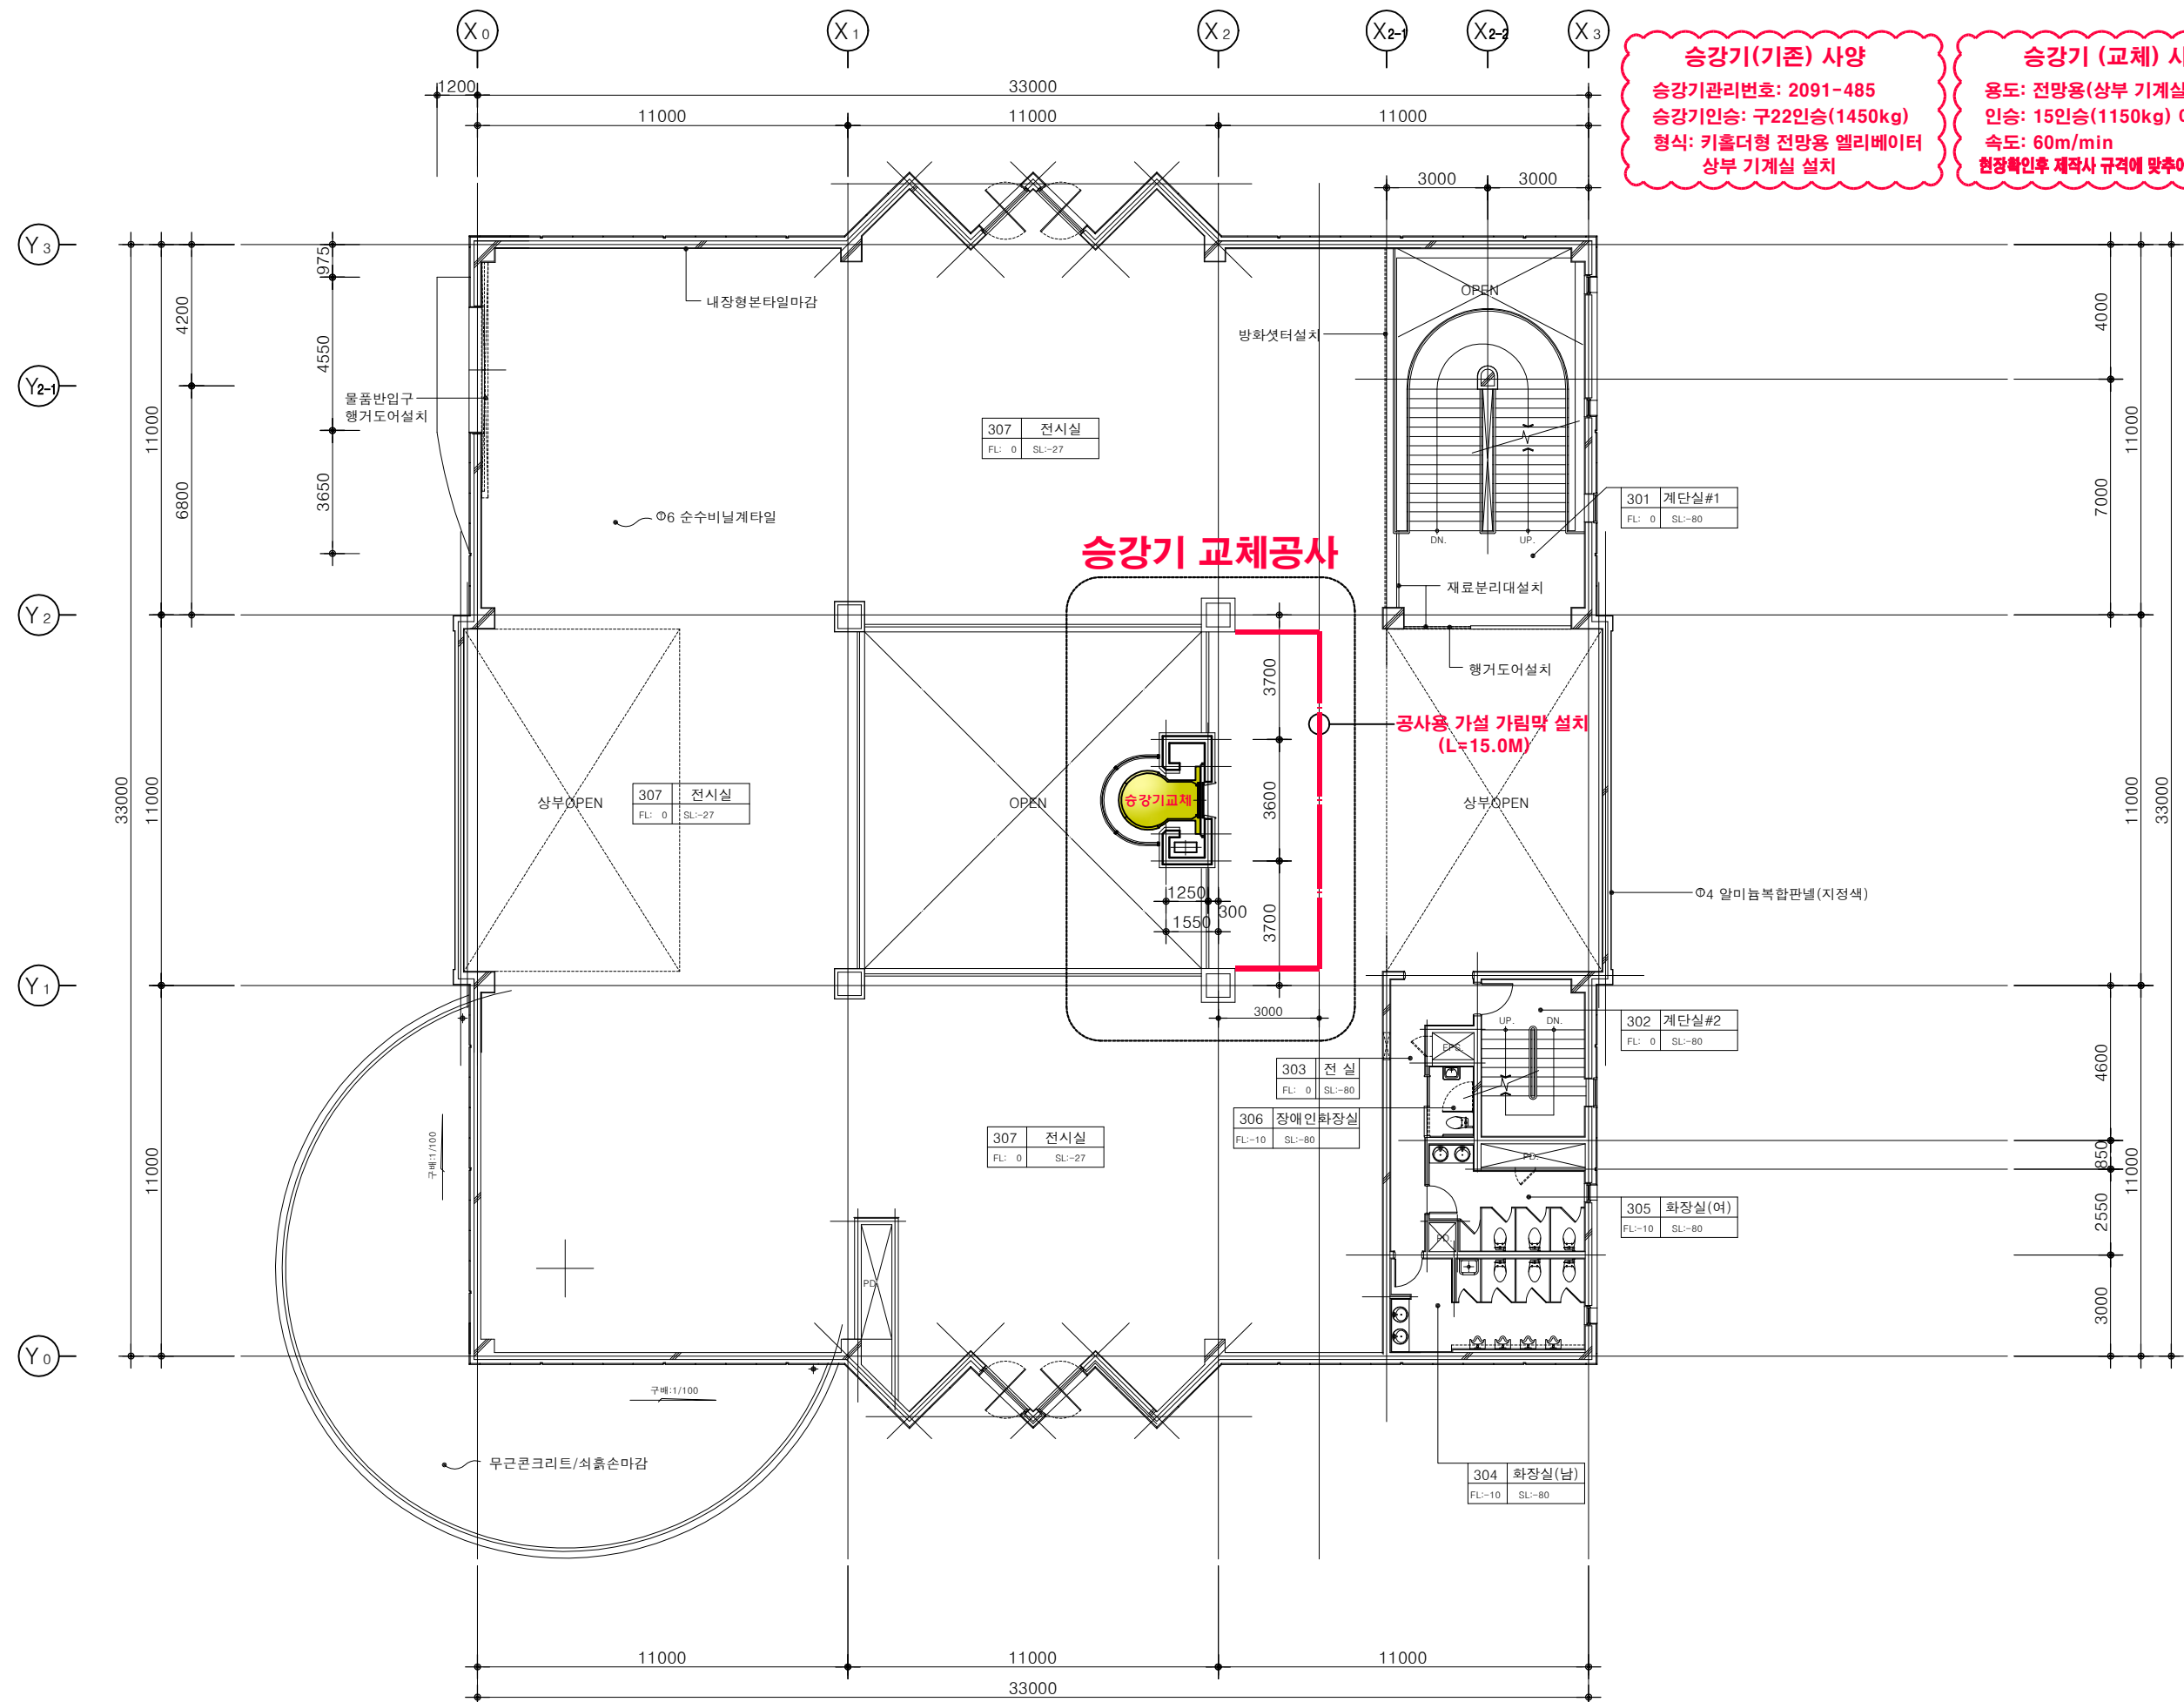 X0
X1
X2
X2-1
X2-2
X3
승강기(기존) 사양
승강기관리번호: 2091-485
승강기인승: 구22인승(1450kg)
형식: 키홀더형 전망용 엘리베이터
상부 기계실 설치
승강기 (교체) 사
용도: 전망용(상부 기계실
인승: 15인승(1150kg)
속도: 60m/min
현장확인후 제작사 규격에 맞추어
1200
33000
11000
11000
11000
3000
3000
Y3
Y2-1
Y2
Y1
Y0
975
4200
4550
11000
6800
3650
33000
11000
11000
내장형본타일마감
물품반입구
행거도어설치
방화셧터설치
OPEN
307 전시실
FL: 0 SL:-27
Φ6 순수비닐계타일
301 계단실#1
FL: 0 SL:-80
DN.
UP.
승강기 교체공사
재료분리대설치
행거도어설치
3700
공사용 가설 가림막 설치
(L=15.0M)
3600
승강기교체
OPEN
상부OPEN
307 전시실
FL: 0 SL:-27
상부OPEN
1250
300
1550
3700
3000
Φ4 알미늄복합판넬(지정색)
UP.
DN.
302 계단실#2
FL: 0 SL:-80
EPS.
303 전 실
FL: 0 SL:-80
306 장애인화장실
FL:-10 SL:-80
307 전시실
FL: 0 SL:-27
PD.
305 화장실(여)
FL:-10 SL:-80
PD.
PD.
구배:1/100
구배:1/100
무근콘크리트/쇠흙손마감
304 화장실(남)
FL:-10 SL:-80
4000
11000
7000
11000
33000
4600
850
11000
2550
3000
11000
11000
11000
33000